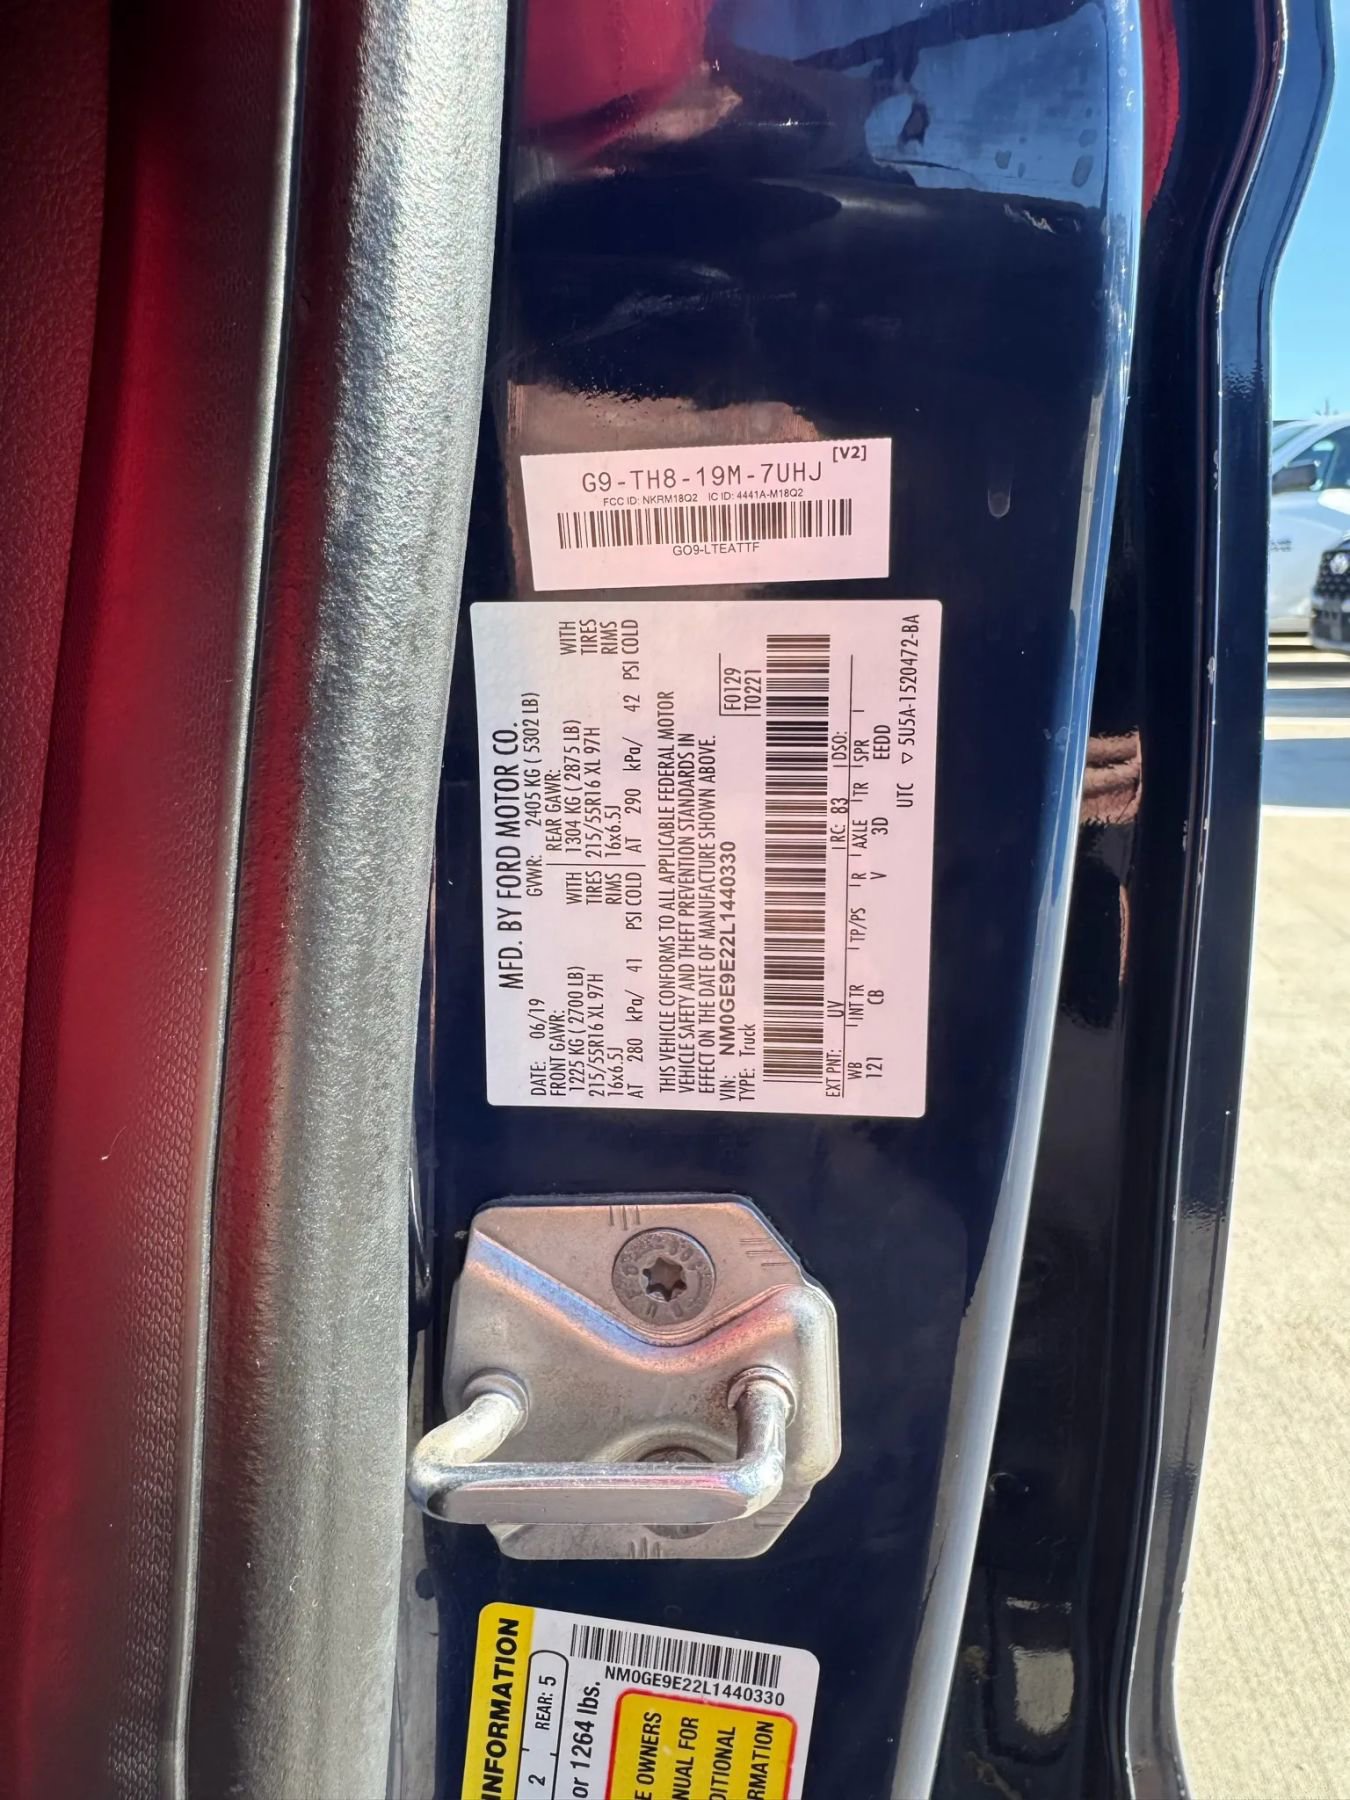 [V2]
G9-TH8-19M-7UHJ
FCC ID: NKRM18Q2 IC ID: 4441A-M18Q2
GO9-LTEATTF
MFD. BY FORD MOTOR CO.
DATE: 06/19 GVWR: 2405 KG ( 5302 LB)
FRONT GAWR: REAR GAWR:
1225 KG ( 2700 LB) WITH 1304 KG ( 2875 LB) WITH
215/55R16 XL 97H TIRES 215/55R16 XL 97H TIRES
16x6.5J RIMS 16x6.5J RIMS
AT 280 kPa/ 41 PSI COLD AT 290 kPa/ 42 PSI COLD
THIS VEHICLE CONFORMS TO ALL APPLICABLE FEDERAL MOTOR
VEHICLE SAFETY AND THEFT PREVENTION STANDARDS IN
EFFECT ON THE DATE OF MANUFACTURE SHOWN ABOVE.
VIN: NM0GE9E22L1440330 F0129
TYPE: Truck T0221
EXT PNT: UV RC: 83 DSO:
WB INT TR TP/PS R AXLE TR SPR
121 CB V 3D EEDD
UTC ▽ 5U5A-1520472-BA
INFORMATION
2 REAR: 5
or 1264 lbs.
NM0GE9E22L1440330
E OWNERS
NUAL FOR
DITIONAL
RMATION